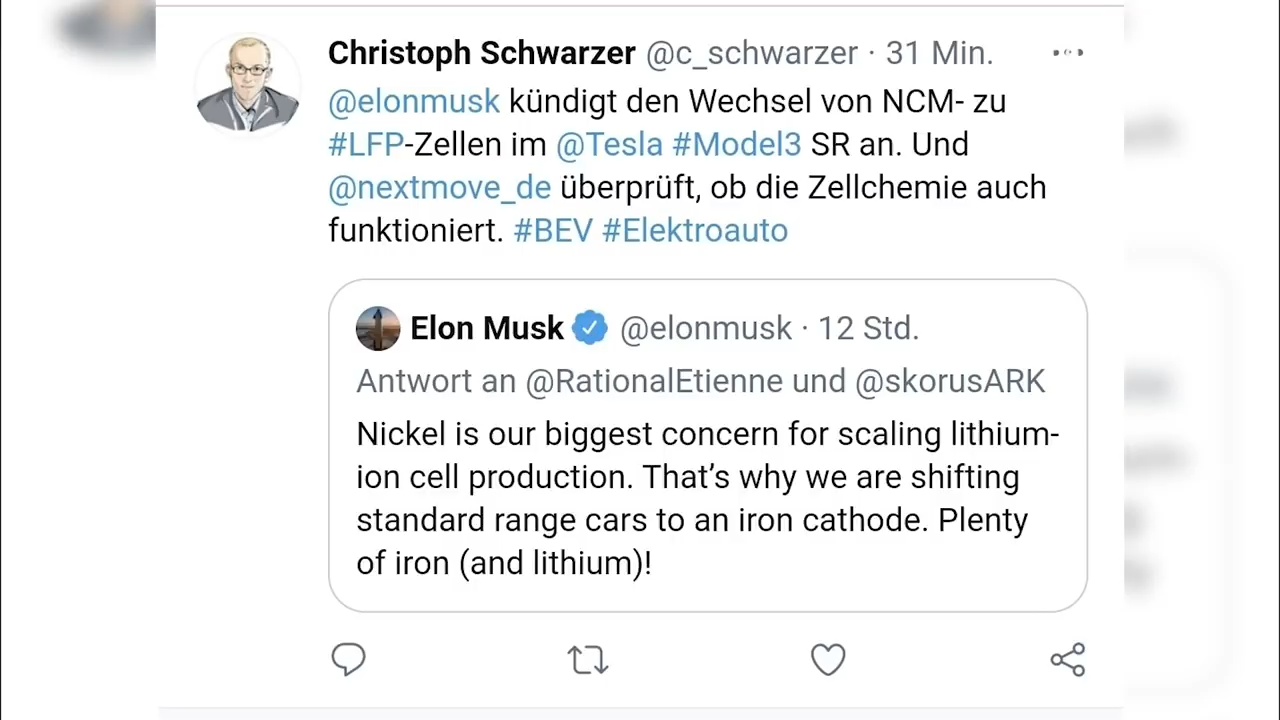 Christoph Schwarzer @c_schwarzer · 31 Min.
@elonmusk kündigt den Wechsel von NCM- zu
#LFP-Zellen im @Tesla #Model3 SR an. Und
@nextmove_de überprüft, ob die Zellchemie auch
funktioniert. #BEV #Elektroauto
Elon Musk @elonmusk · 12 Std.
Antwort an @RationalEtienne und @skorusARK
Nickel is our biggest concern for scaling lithium-
ion cell production. That's why we are shifting
standard range cars to an iron cathode. Plenty
of iron (and lithium)!